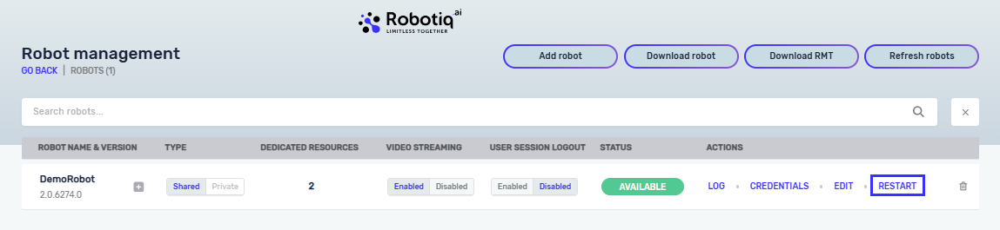 Robotiq.ai
LIMITLESS TOGETHER
Robot management
GO BACK | ROBOTS (1)
Add robot
Download robot
Download RMT
Refresh robots
Search robots...
ROBOT NAME & VERSION TYPE DEDICATED RESOURCES VIDEO STREAMING USER SESSION LOGOUT STATUS ACTIONS
DemoRobot
2.0.6274.0
Shared Private 2 Enabled Disabled Enabled Disabled AVAILABLE LOG • CREDENTIALS • EDIT • RESTART